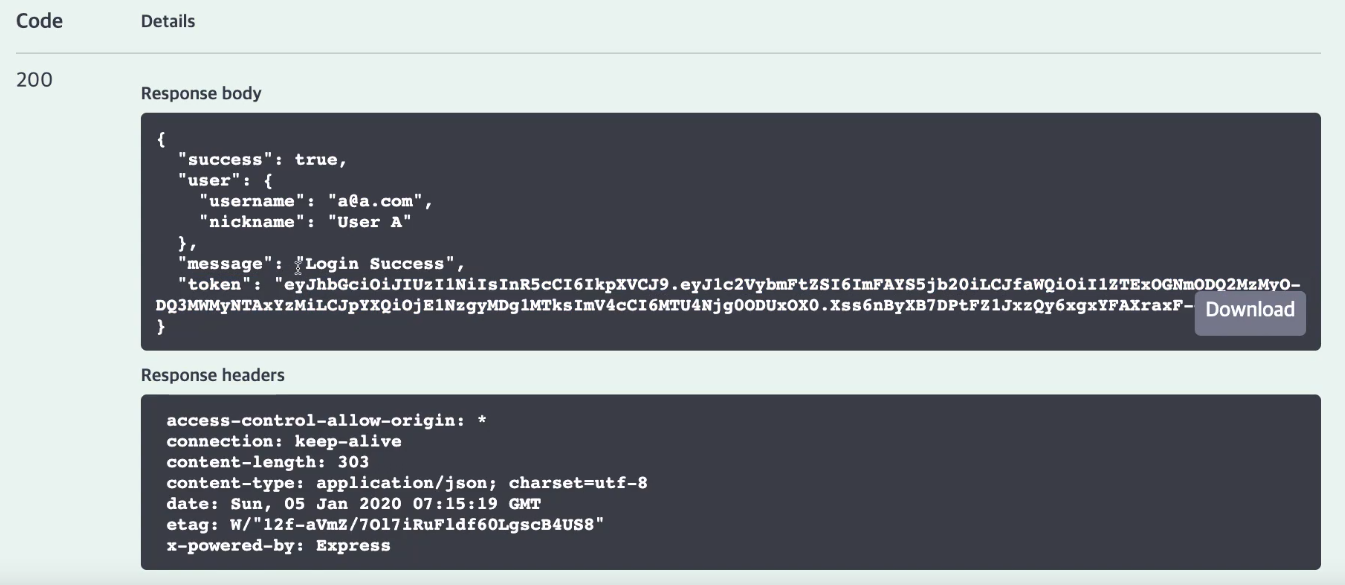 Code Details
200
Response body
{
"success": true,
"user": {
"username": "a@a.com",
"nickname": "User A"
},
"message": "Login Success",
"token": "eyJhbGciOiJIUzI1NiIsInR5cCI6IkpXVCJ9.eyJ1c2VybmFtZSI6ImFAYS5jb20iLCJfaWQiOiI1ZTExOGNmODQ2MzMyO-
DQ3MWMyNTAxYzMiLCJpYXQiOjE1NzgyMDg1MTksImV4cCI6MTU4Njg0ODUxOX0.Xss6nByXB7DPtFZ1JxzQy6xgxYFAXraxF-
Download
}
Response headers
access-control-allow-origin: *
connection: keep-alive
content-length: 303
content-type: application/json; charset=utf-8
date: Sun, 05 Jan 2020 07:15:19 GMT
etag: W/"12f-aVmZ/7Ol7iRuFldf6OLgscB4US8"
x-powered-by: Express